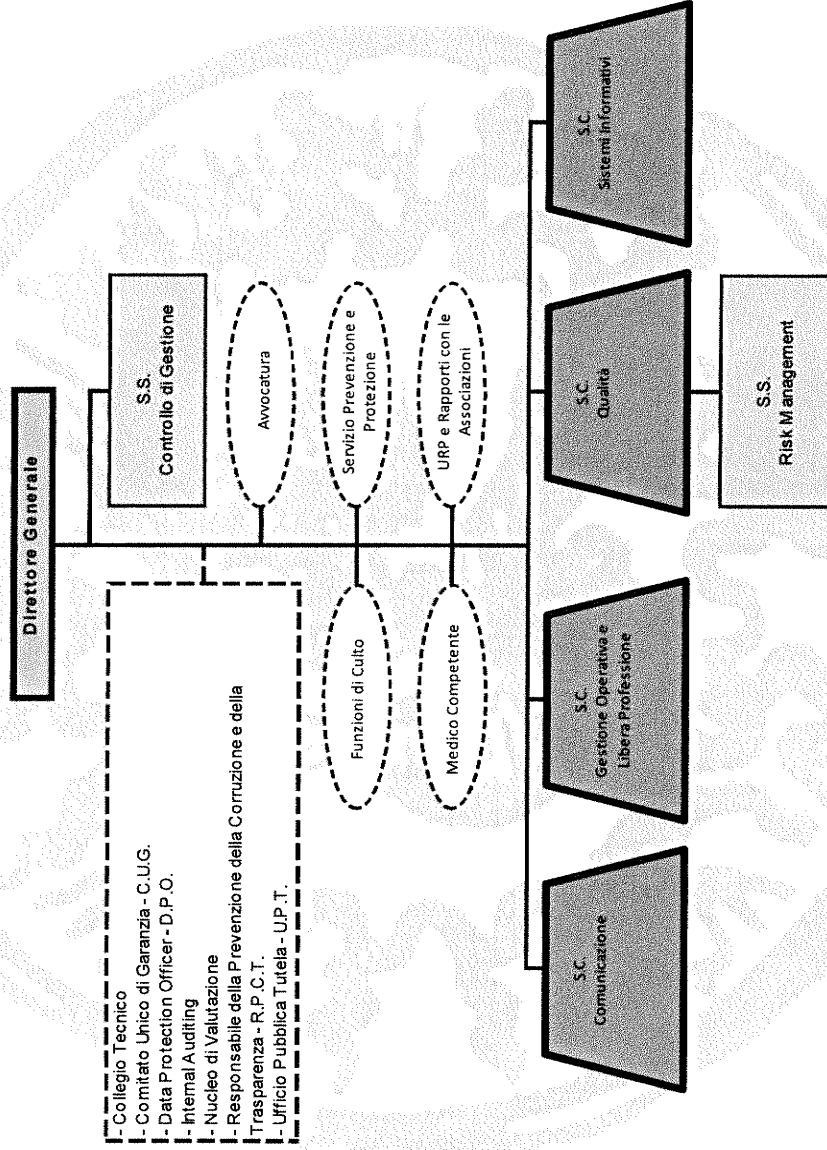 Direttore Generale
S.S.
Controllo di Gestione
- Collegio Tecnico
- Comitato Unico di Garanzia - C.U.G.
- Data Protection Officer - D.P.O.
- Internal Auditing
- Nucleo di Valutazione
- Responsabile della Prevenzione della Corruzione e della
Trasparenza - R.P.C.T.
- Ufficio Pubblica Tutela - U.P.T.
Avvocatura
Funzioni di Culto
Servizio Prevenzione e
Protezione
Medico Competente
URP e Rapporti con le
Associazioni
S.C.
Comunicazione
S.C.
Gestione Operativa e
Libera Professione
S.C.
Qualità
S.C.
Sistemi Informativi
S.S.
Risk Management